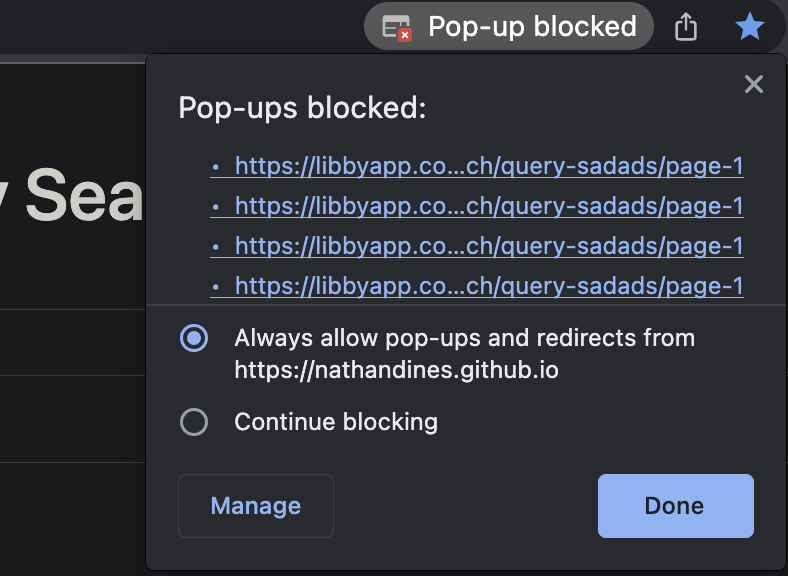 Pop-up blocked
Pop-ups blocked:
• https://libbyapp.co...ch/query-sadads/page-1
• https://libbyapp.co...ch/query-sadads/page-1
• https://libbyapp.co...ch/query-sadads/page-1
• https://libbyapp.co...ch/query-sadads/page-1
Sea
Always allow pop-ups and redirects from
https://nathandines.github.io
Continue blocking
Manage
Done